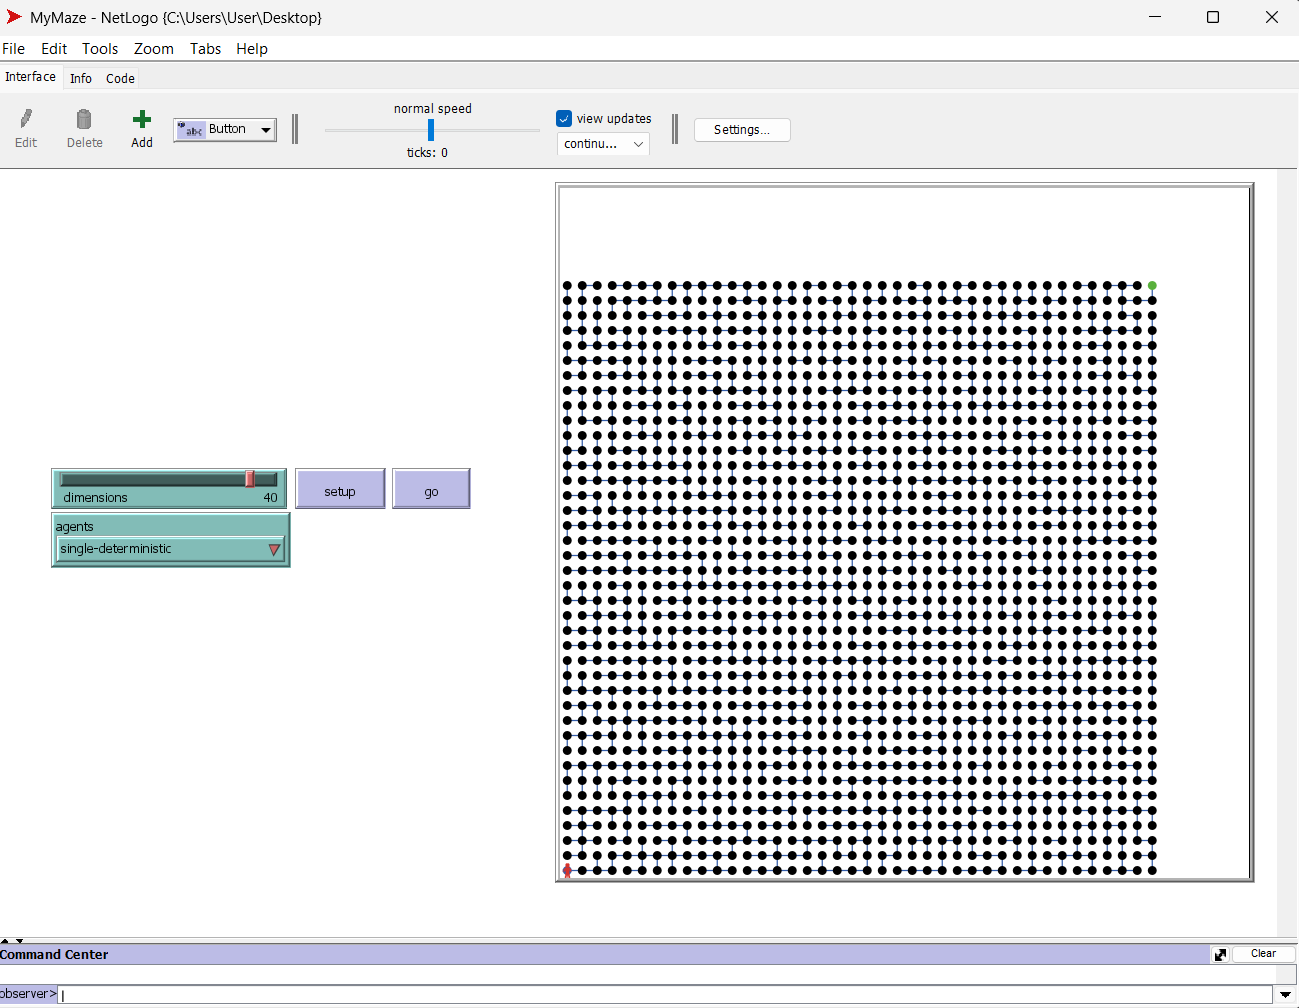 MyMaze - NetLogo {C:\Users\User\Desktop}
File Edit Tools Zoom Tabs Help
Interface Info Code
normal speed
view updates
Edit Delete Add abc Button continu... Settings...
ticks: 0
dimensions 40
setup go
agents
single-deterministic
Command Center Clear
observer>